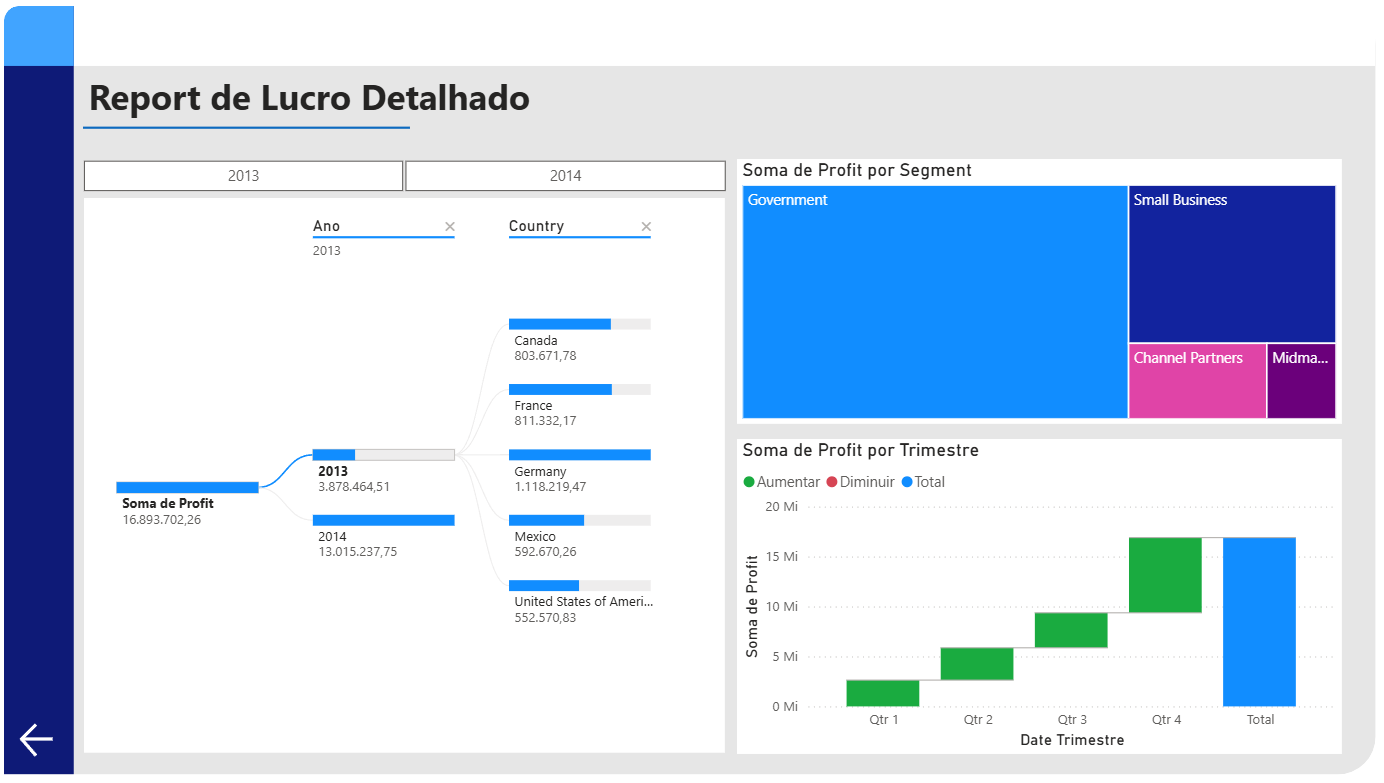 Report de Lucro Detalhado
2013
2014
Ano
2013
Country
Soma de Profit
16.893.702,26
2013
3.878.464,51
2014
13.015.237,75
Canada
803.671,78
France
811.332,17
Germany
1.118.219,47
Mexico
592.670,26
United States of Ameri...
552.570,83
Soma de Profit por Segment
Government
Small Business
Channel Partners
Midma...
Soma de Profit por Trimestre
Aumentar Diminuir Total
Soma de Profit
20 Mi
15 Mi
10 Mi
5 Mi
0 Mi
Qtr 1 Qtr 2 Qtr 3 Qtr 4 Total
Date Trimestre